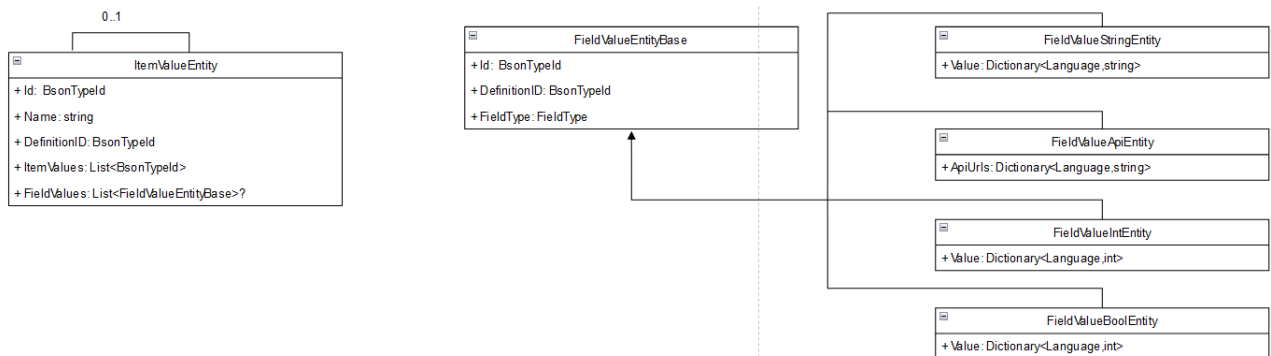 0..1
ItemValueEntity
+ Id: BsonTypeId
+ Name: string
+ DefinitionID: BsonTypeId
+ ItemValues: List<BsonTypeId>
+ FieldValues: List<FieldValueEntityBase>?
FieldValueEntityBase
+ Id: BsonTypeId
+ DefinitionID: BsonTypeId
+ FieldType: FieldType
FieldValueStringEntity
+ Value: Dictionary<Language,string>
FieldValueApiEntity
+ ApiUrls: Dictionary<Language,string>
FieldValueIntEntity
+ Value: Dictionary<Language,int>
FieldValueBoolEntity
+ Value: Dictionary<Language,int>